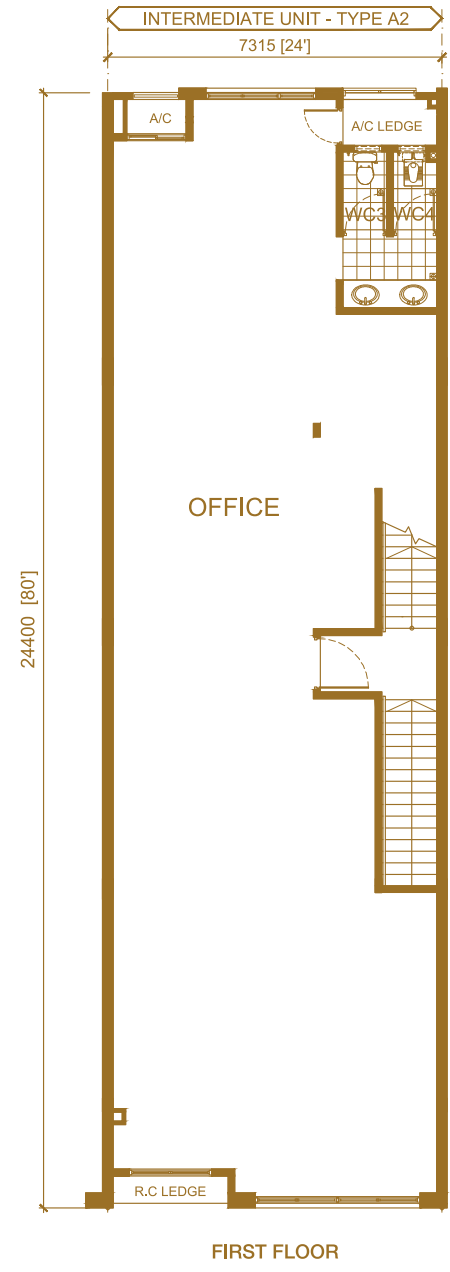 INTERMEDIATE UNIT - TYPE A2
7315 [24']
A/C
A/C LEDGE
WC3
WC4
OFFICE
24400 [80']
R.C LEDGE
FIRST FLOOR